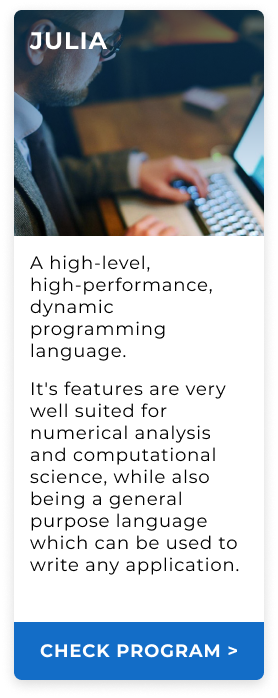 JULIA
A high-level,
high-performance,
dynamic
programming
language.
It's features are very
well suited for
numerical analysis
and computational
science, while also
being a general
purpose language
which can be used to
write any application.
CHECK PROGRAM >